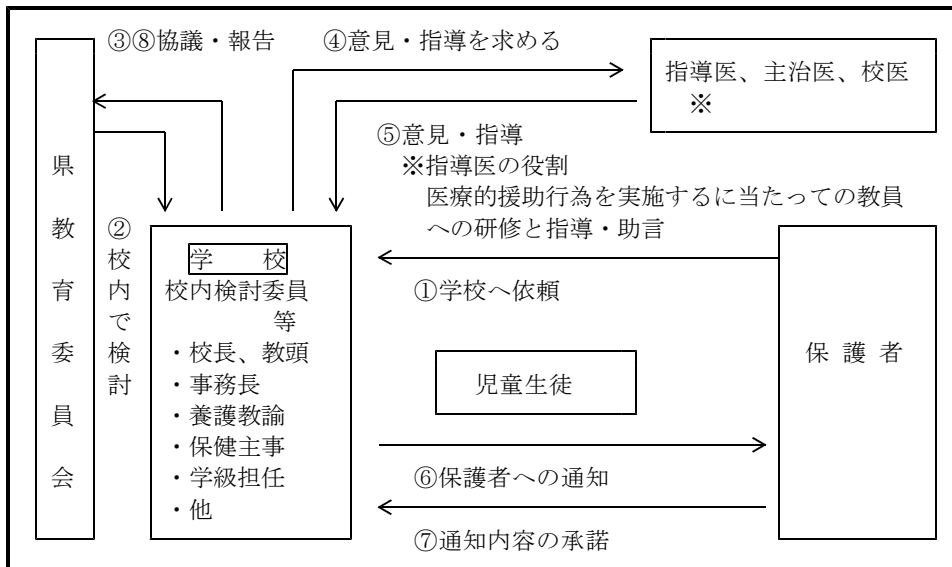 ③⑧協議・報告
④意見・指導を求める
指導医、主治医、校医
※
⑤意見・指導
※指導医の役割
医療的援助行為を実施するに当たっての教員
への研修と指導・助言
県教育委員会
②校内で検討
学　校
校内検討委員
等
・校長、教頭
・事務長
・養護教諭
・保健主事
・学級担任
・他
①学校へ依頼
児童生徒
⑥保護者への通知
⑦通知内容の承諾
保護者